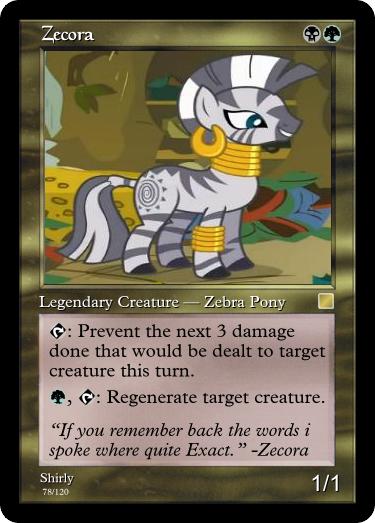 Zecora
Legendary Creature — Zebra Pony
: Prevent the next 3 damage
done that would be dealt to target
creature this turn.
, : Regenerate target creature.
“If you remember back the words i
spoke where quite Exact.” -Zecora
Shirly
78/120
1/1